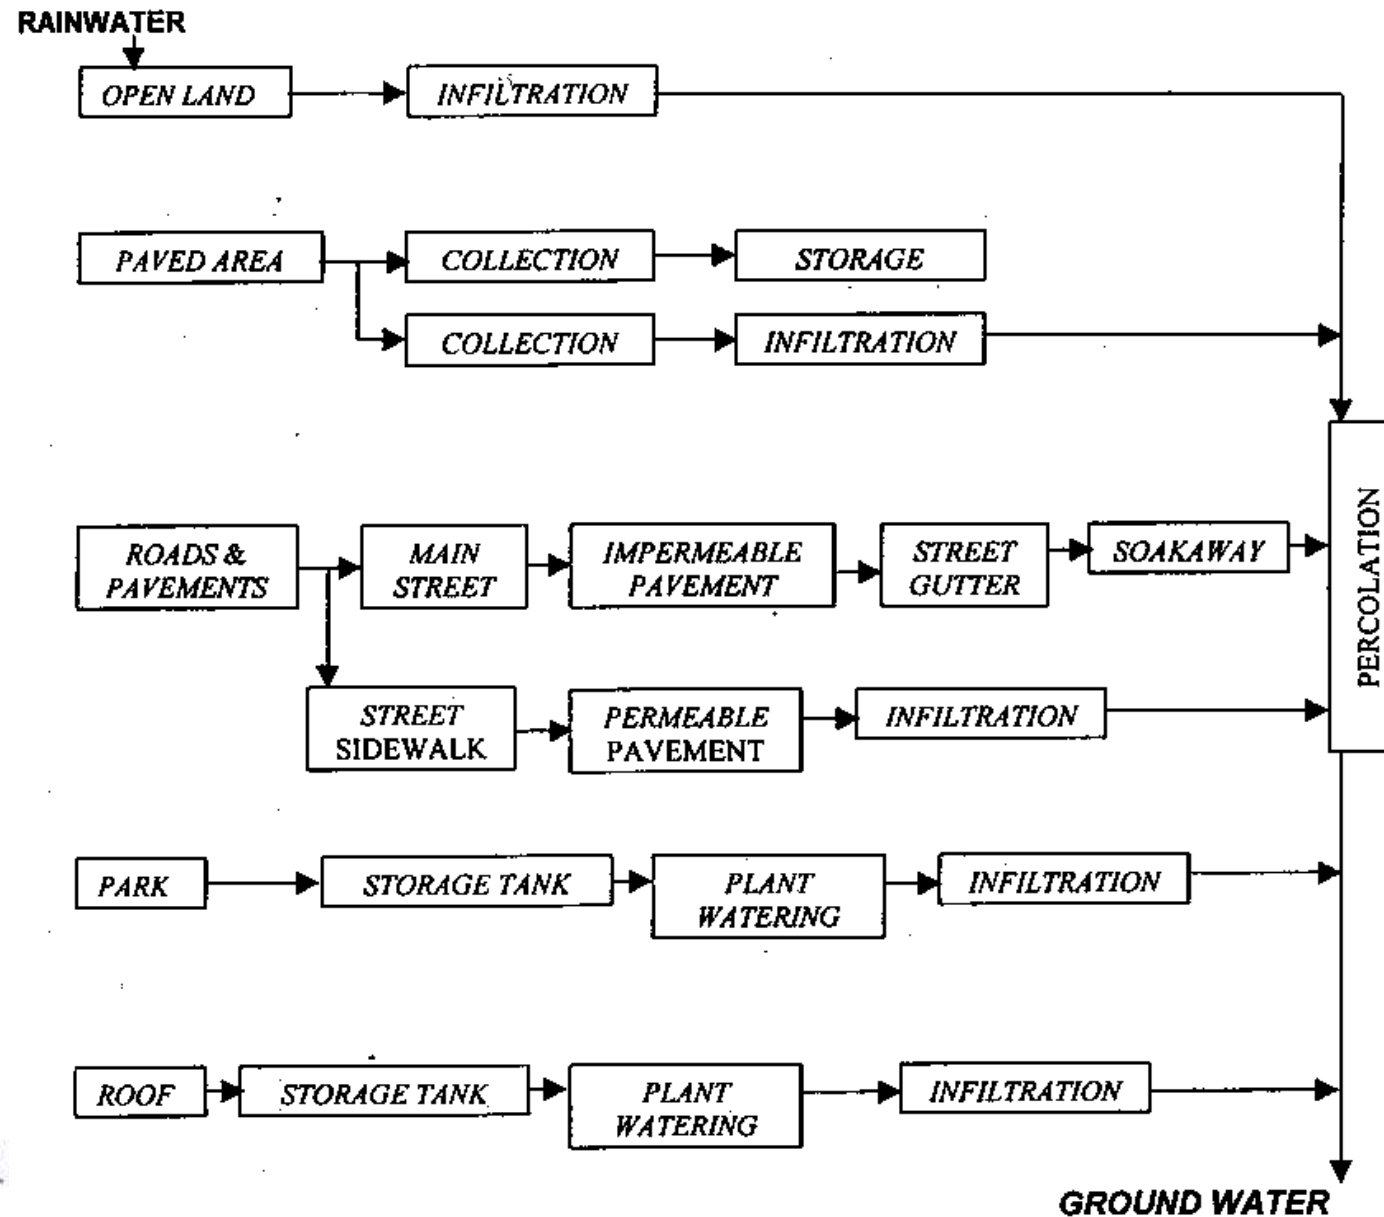 RAINWATER
OPEN LAND
INFILTRATION
PAVED AREA
COLLECTION
STORAGE
COLLECTION
INFILTRATION
ROADS &
PAVEMENTS
MAIN
STREET
IMPERMEABLE
PAVEMENT
STREET
GUTTER
SOAKAWAY
PERCOLATION
STREET
SIDEWALK
PERMEABLE
PAVEMENT
INFILTRATION
PARK
STORAGE TANK
PLANT
WATERING
INFILTRATION
ROOF
STORAGE TANK
PLANT
WATERING
INFILTRATION
GROUND WATER